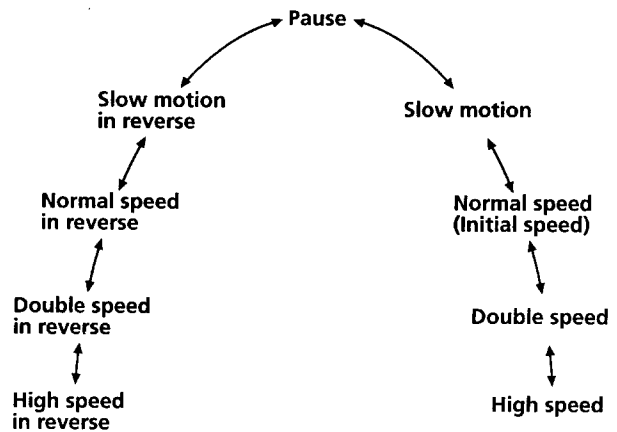 Pause
Slow motion
in reverse
Slow motion
Normal speed
in reverse
Normal speed
(Initial speed)
Double speed
in reverse
Double speed
High speed
in reverse
High speed